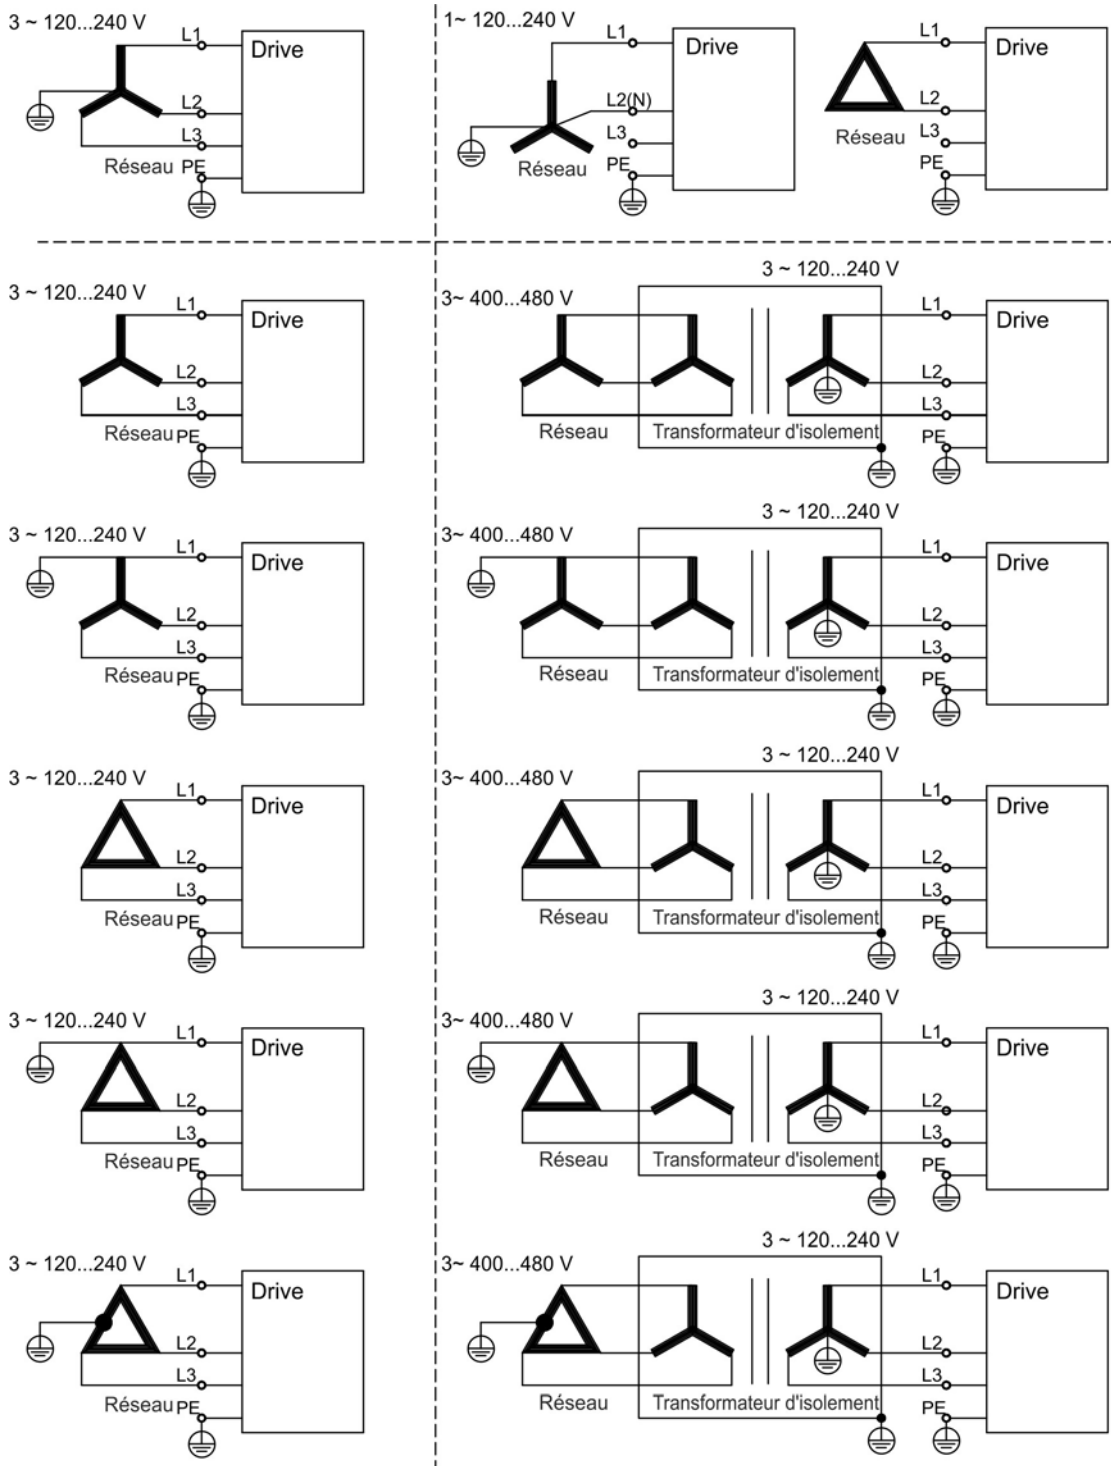 3 ~ 120...240 V
L1
Drive
L2
L3
Réseau PE
1~ 120...240 V
L1
Drive
L2(N)
L3
Réseau
PE
L1
Drive
L2
Réseau
L3
PE
3 ~ 120...240 V
L1
Drive
L2
L3
Réseau PE
3 ~ 120...240 V
3~ 400...480 V
L1
Drive
L2
L3
Réseau
Transformateur d'isolement
PE
3 ~ 120...240 V
L1
Drive
L2
L3
Réseau PE
3 ~ 120...240 V
3~ 400...480 V
L1
Drive
L2
L3
Réseau
Transformateur d'isolement
PE
3 ~ 120...240 V
L1
Drive
L2
L3
Réseau PE
3 ~ 120...240 V
3~ 400...480 V
L1
Drive
L2
L3
Réseau
Transformateur d'isolement
PE
3 ~ 120...240 V
L1
Drive
L2
L3
Réseau PE
3 ~ 120...240 V
3~ 400...480 V
L1
Drive
L2
L3
Réseau
Transformateur d'isolement
PE
3 ~ 120...240 V
L1
Drive
L2
L3
Réseau PE
3 ~ 120...240 V
3~ 400...480 V
L1
Drive
L2
L3
Réseau
Transformateur d'isolement
PE